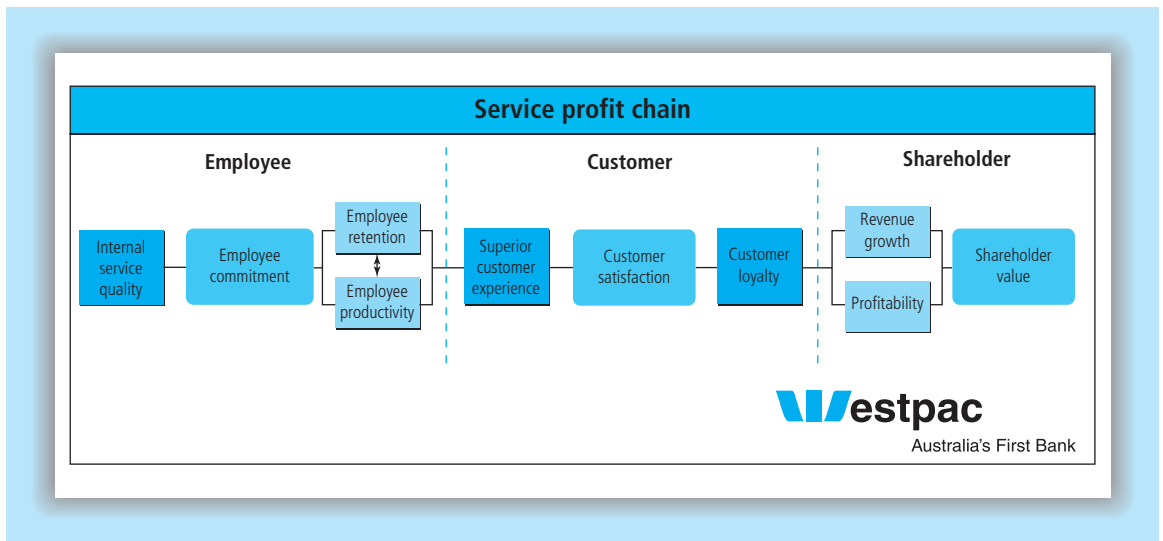 Service profit chain
Employee
Customer
Shareholder
Internal
service
quality
Employee
commitment
Employee
retention
Employee
productivity
Superior
customer
experience
Customer
satisfaction
Customer
loyalty
Revenue
growth
Profitability
Shareholder
value
Westpac
Australia's First Bank